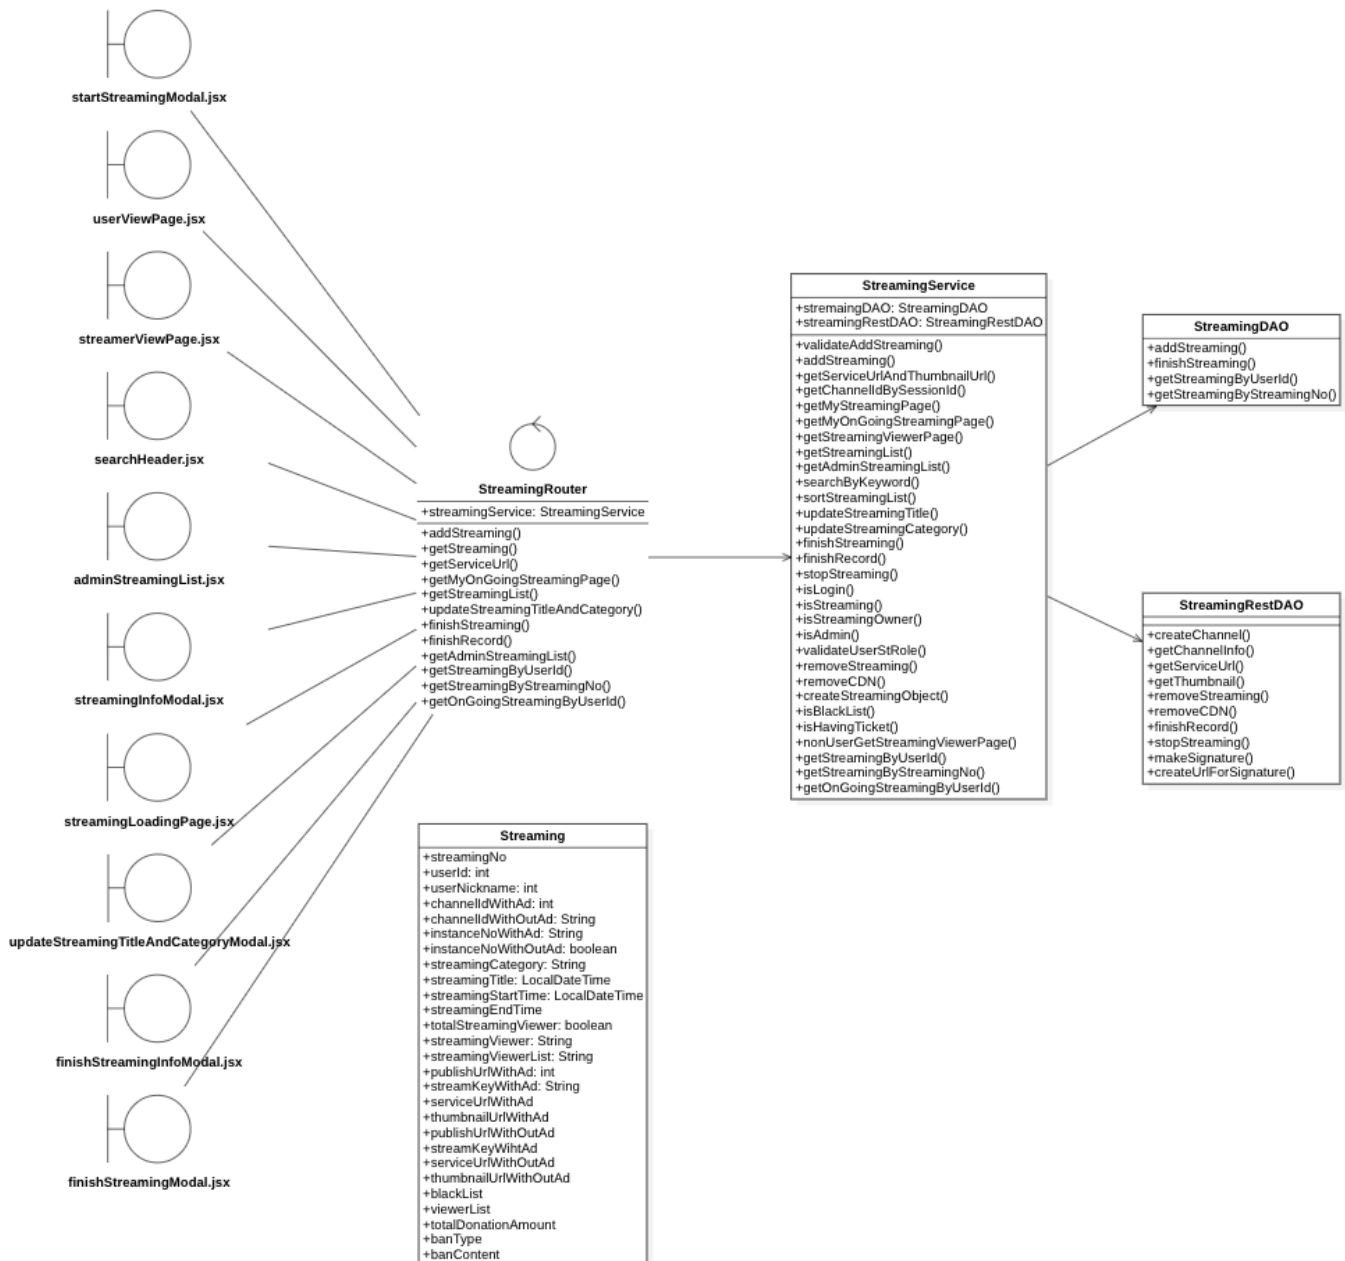 startStreamingModal.jsx
userViewPage.jsx
streamerViewPage.jsx
searchHeader.jsx
adminStreamingList.jsx
streamingInfoModal.jsx
streamingLoadingPage.jsx
updateStreamingTitleAndCategoryModal.jsx
finishStreamingInfoModal.jsx
finishStreamingModal.jsx
StreamingRouter
+streamingService: StreamingService
+addStreaming()
+getStreaming()
+getServiceUrl()
+getMyOnGoingStreamingPage()
+getStreamingList()
+updateStreamingTitleAndCategory()
+finishStreaming()
+finishRecord()
+getAdminStreamingList()
+getStreamingByUserId()
+getStreamingByStreamingNo()
+getOnGoingStreamingByUserId()
Streaming
+streamingNo
+userId: int
+userNickname: int
+channelIdWithAd: int
+channelIdWithOutAd: String
+instanceNoWithAd: String
+instanceNoWithOutAd: boolean
+streamingCategory: String
+streamingTitle: LocalDateTime
+streamingStartTime: LocalDateTime
+streamingEndTime
+totalStreamingViewer: boolean
+streamingViewer: String
+streamingViewerList: String
+publishUrlWithAd: int
+streamKeyWithAd: String
+serviceUrlWithAd
+thumbnailUrlWithAd
+publishUrlWithOutAd
+streamKeyWihtAd
+serviceUrlWithOutAd
+thumbnailUrlWithOutAd
+blackList
+viewerList
+totalDonationAmount
+banType
+banContent
StreamingService
+stremaingDAO: StreamingDAO
+streamingRestDAO: StreamingRestDAO
+validateAddStreaming()
+addStreaming()
+getServiceUrlAndThumbnailUrl()
+getChannelIdBySessionId()
+getMyStreamingPage()
+getMyOnGoingStreamingPage()
+getStreamingViewerPage()
+getStreamingList()
+getAdminStreamingList()
+searchByKeyword()
+sortStreamingList()
+updateStreamingTitle()
+updateStreamingCategory()
+finishStreaming()
+finishRecord()
+stopStreaming()
+isLogin()
+isStreaming()
+isStreamingOwner()
+isAdmin()
+validateUserStRole()
+removeStreaming()
+removeCDN()
+createStreamingObject()
+isBlackList()
+isHavingTicket()
+nonUserGetStreamingViewerPage()
+getStreamingByUserId()
+getStreamingByStreamingNo()
+getOnGoingStreamingByUserId()
StreamingDAO
+addStreaming()
+finishStreaming()
+getStreamingByUserId()
+getStreamingByStreamingNo()
StreamingRestDAO
+createChannel()
+getChannelInfo()
+getServiceUrl()
+getThumbnail()
+removeStreaming()
+removeCDN()
+finishRecord()
+stopStreaming()
+makeSignature()
+createUrlForSignature()